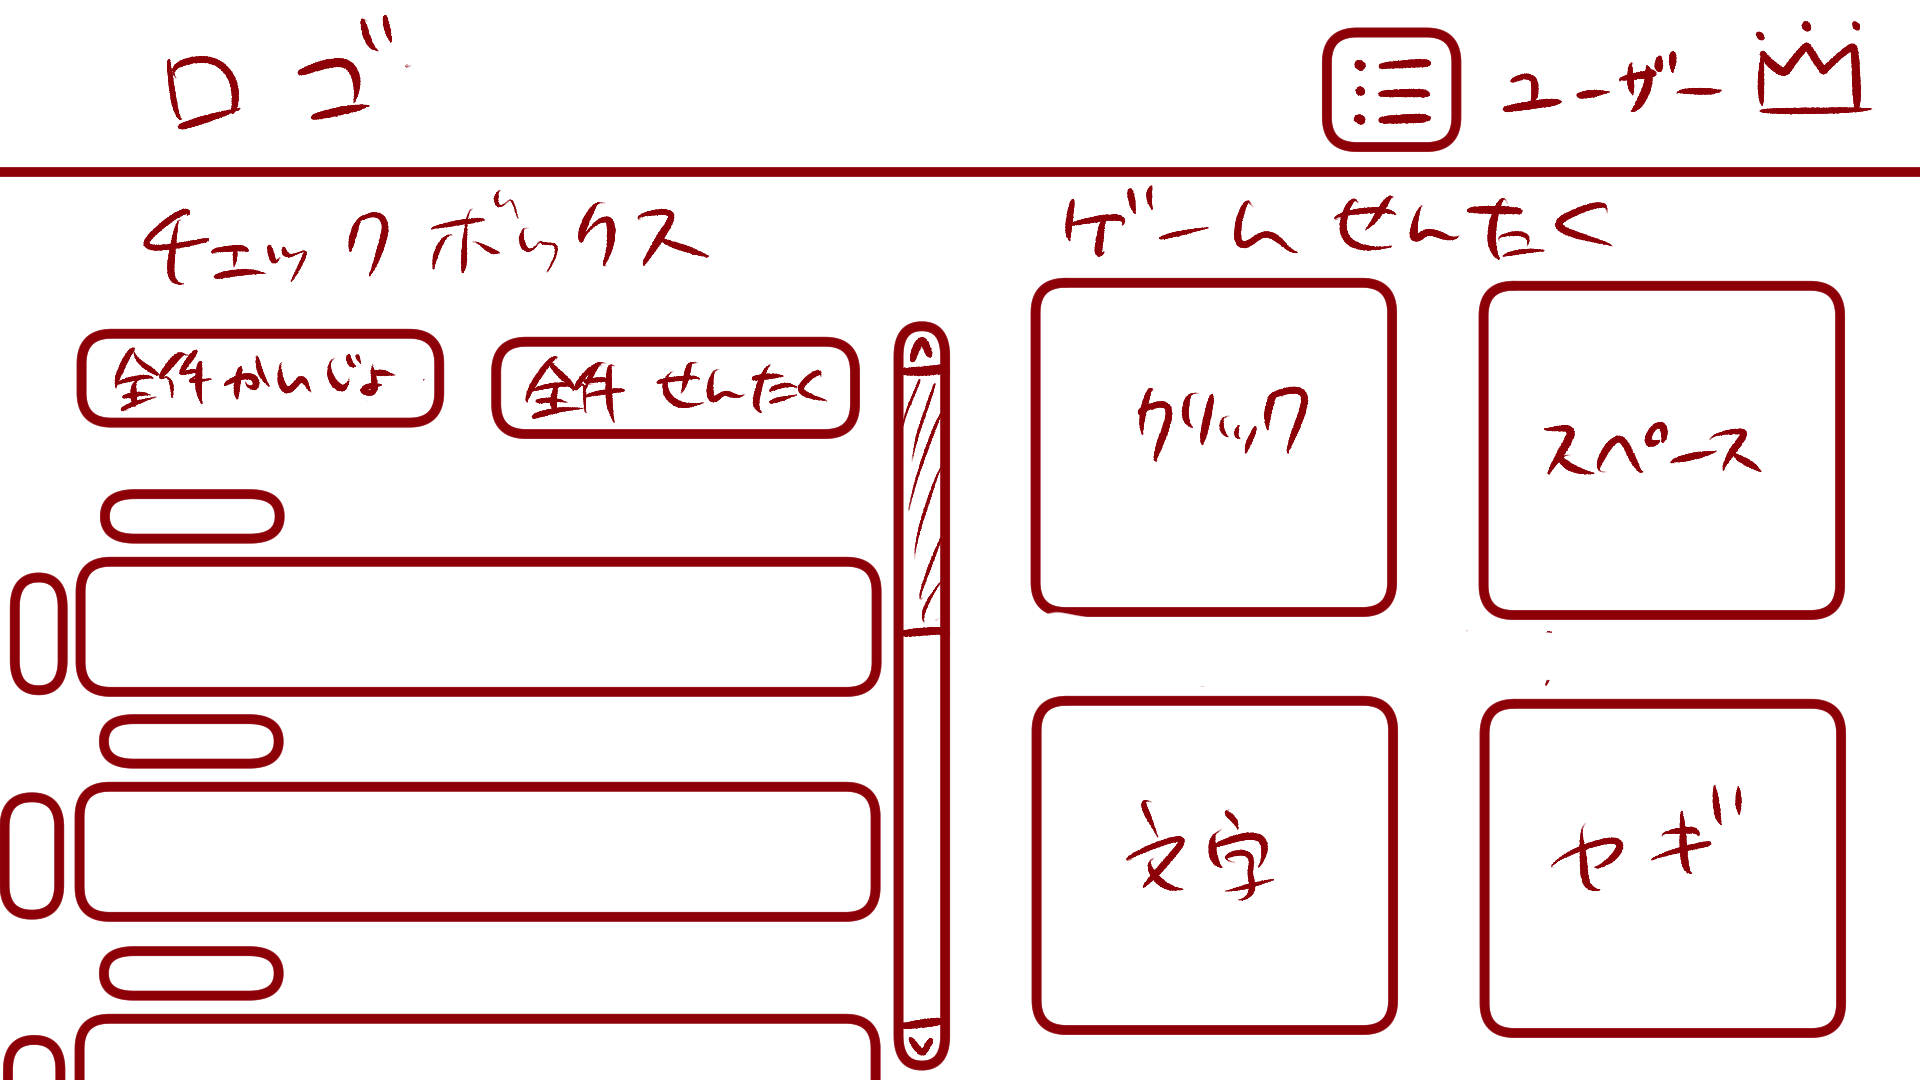 ロゴ
ユーザー
チェックボックス
ゲームせんたく
全件かいじょ
全件 せんたく
クリック
スペース
文字
ヤギ